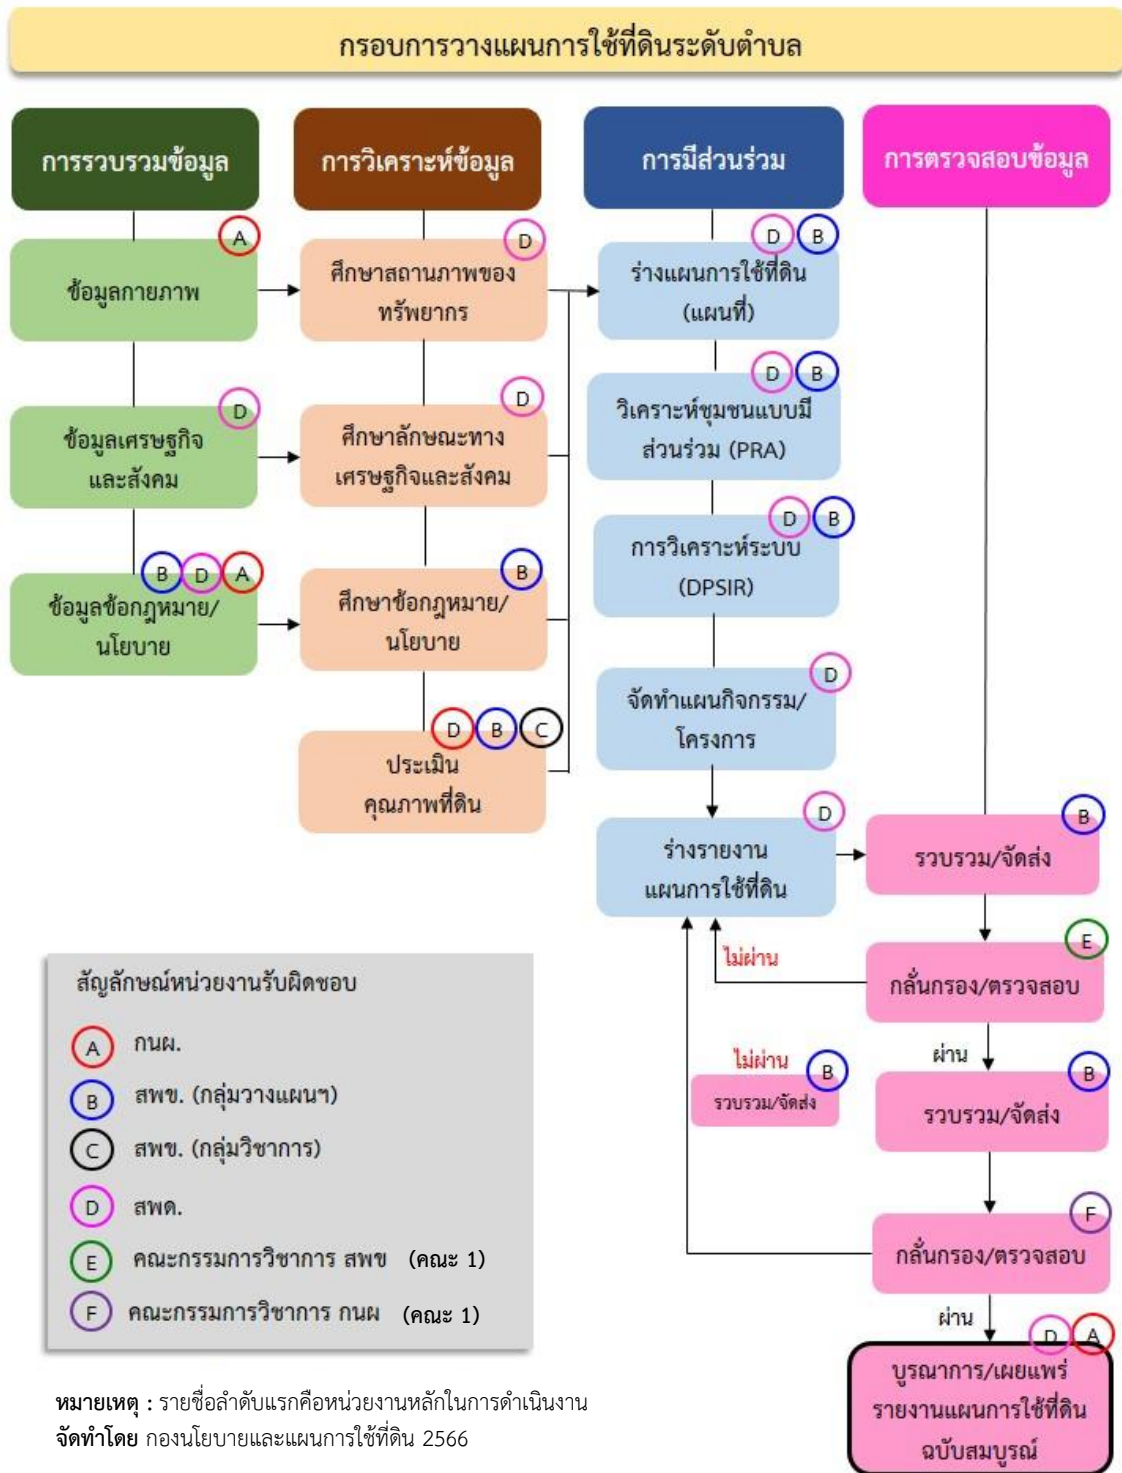 กรอบการวางแผนการใช้ที่ดินระดับตำบล
การรวบรวมข้อมูล
A
ข้อมูลกายภาพ
D
ข้อมูลเศรษฐกิจ
และสังคม
B D A
ข้อมูลข้อกฎหมาย/
นโยบาย
การวิเคราะห์ข้อมูล
D
ศึกษาสถานภาพของ
ทรัพยากร
D
ศึกษาลักษณะทาง
เศรษฐกิจและสังคม
B
ศึกษาข้อกฎหมาย/
นโยบาย
D B C
ประเมิน
คุณภาพที่ดิน
การมีส่วนร่วม
D B
ร่างแผนการใช้ที่ดิน
(แผนที่)
D B
วิเคราะห์ชุมชนแบบมี
ส่วนร่วม (PRA)
D B
การวิเคราะห์ระบบ
(DPSIR)
D
จัดทำแผนกิจกรรม/
โครงการ
D
ร่างรายงาน
แผนการใช้ที่ดิน
การตรวจสอบข้อมูล
B
รวบรวม/จัดส่ง
E
กลั่นกรอง/ตรวจสอบ
ไม่ผ่าน
ผ่าน
B
รวบรวม/จัดส่ง
ไม่ผ่าน
B
รวบรวม/จัดส่ง
F
กลั่นกรอง/ตรวจสอบ
ผ่าน
D A
บูรณาการ/เผยแพร่
รายงานแผนการใช้ที่ดิน
ฉบับสมบูรณ์
สัญลักษณ์หน่วยงานรับผิดชอบ
A กนผ.
B สพข. (กลุ่มวางแผนฯ)
C สพข. (กลุ่มวิชาการ)
D สพด.
E คณะกรรมการวิชาการ สพข (คณะ 1)
F คณะกรรมการวิชาการ กนผ (คณะ 1)
หมายเหตุ : รายชื่อลำดับแรกคือหน่วยงานหลักในการดำเนินงาน
จัดทำโดย กองนโยบายและแผนการใช้ที่ดิน 2566